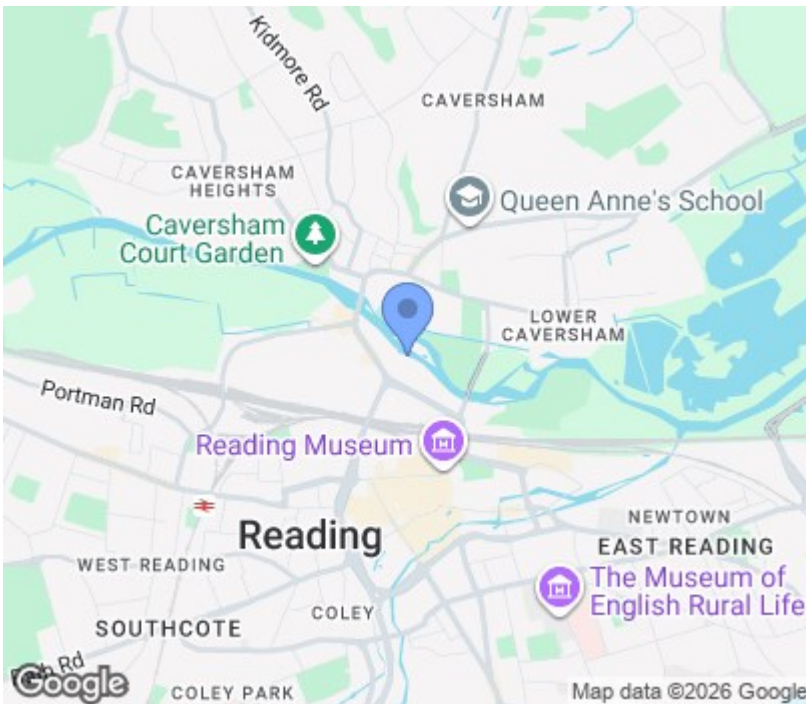 Kidmore Rd
CAVERSHAM
CAVERSHAM
HEIGHTS
Queen Anne's School
Caversham
Court Garden
LOWER
CAVERSHAM
Portman Rd
Reading Museum
Reading
NEWTOWN
EAST READING
WEST READING
The Museum of
English Rural Life
COLEY
SOUTHCOTE
Rd
Google
COLEY PARK
Map data ©2026 Google